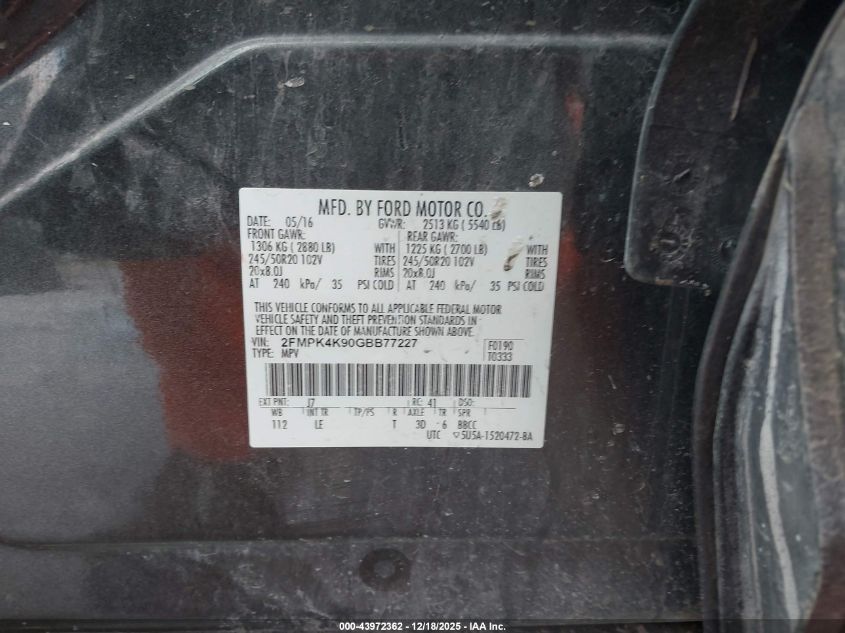 MFD. BY FORD MOTOR CO.
DATE: 05/16 GVWR: 2513 KG ( 5540 LB)
FRONT GAWR: REAR GAWR:
1306 KG ( 2880 LB) WITH 1225 KG ( 2700 LB) WITH
245/50R20 102V TIRES 245/50R20 102V TIRES
20x8.0J RIMS 20x8.0J RIMS
AT 240 kPa/ 35 PSI COLD AT 240 kPa/ 35 PSI COLD
THIS VEHICLE CONFORMS TO ALL APPLICABLE FEDERAL MOTOR
VEHICLE SAFETY AND THEFT PREVENTION STANDARDS IN
EFFECT ON THE DATE OF MANUFACTURE SHOWN ABOVE.
VIN: 2FMPK4K90GBB77227 F0190
TYPE: MPV T0333
EXT PNT: J7 RC: 41 DSO:
WB INT TR TP/PS R AXLE TR SPR
112 LE T 3D 6 BBCC
UTC 5U5A-1520472-BA
000-43972362 - 12/18/2025 - IAA Inc.